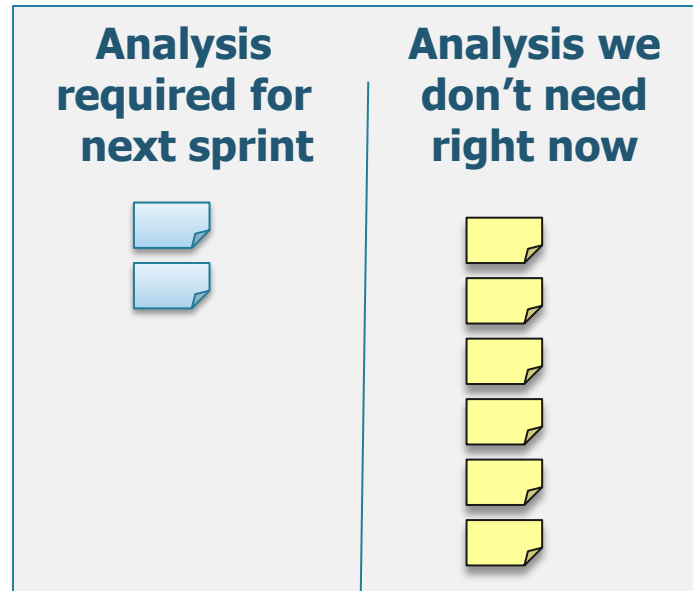 Analysis
required for
next sprint
Analysis we
don’t need
right now